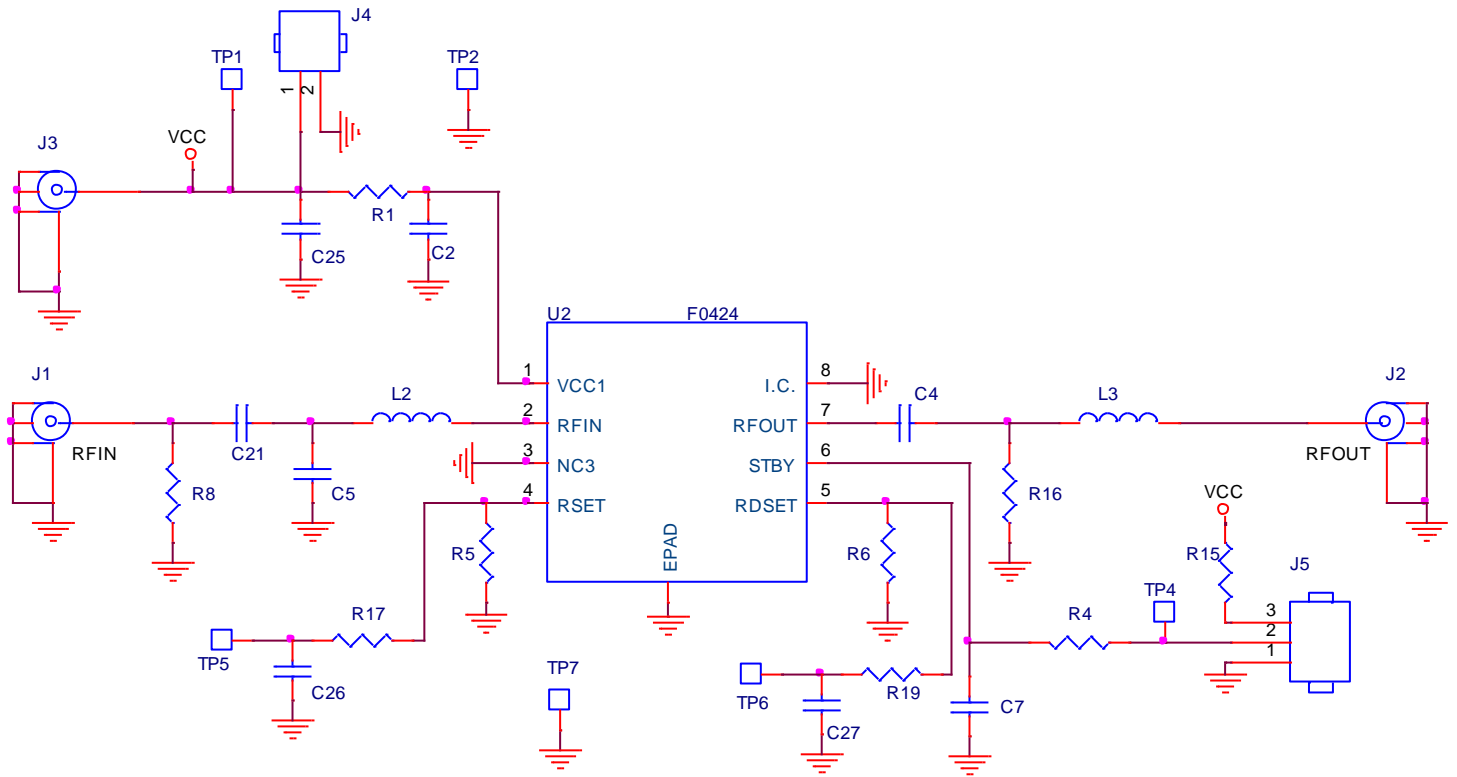 J4
TP1
TP2
1
2
J3
VCC
R1
C25
C2
U2
F0424
1
VCC1
I.C.
8
J1
L2
2
RFIN
RFOUT
7
C4
L3
J2
RFIN
C21
3
NC3
STBY
6
RFOUT
R8
C5
4
RSET
RDSET
5
R16
VCC
R5
EPAD
R6
R15
J5
R17
R4
TP4
3
2
1
TP5
C26
TP7
TP6
R19
C27
C7